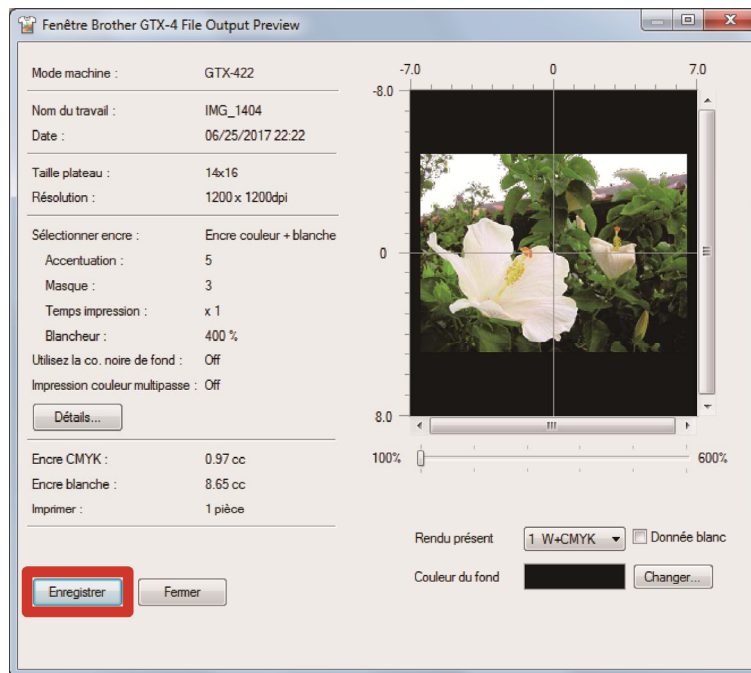 Fenêtre Brother GTX-4 File Output Preview
Mode machine : GTX-422
Nom du travail : IMG_1404
Date : 06/25/2017 22:22
Taille plateau : 14x16
Résolution : 1200 x 1200dpi
Sélectionner encre : Encre couleur + blanche
Accentuation : 5
Masque : 3
Temps impression : x 1
Blancheur : 400 %
Utilisez la co. noire de fond : Off
Impression couleur multipasse : Off
Détails...
Encre CMYK : 0.97 cc
Encre blanche : 8.65 cc
Imprimer : 1 pièce
Enregistrer Fermer
-7.0 0 7.0
-8.0
0
8.0
100% 600%
Rendu présent 1 W+CMYK Donnée blanc
Couleur du fond Changer...